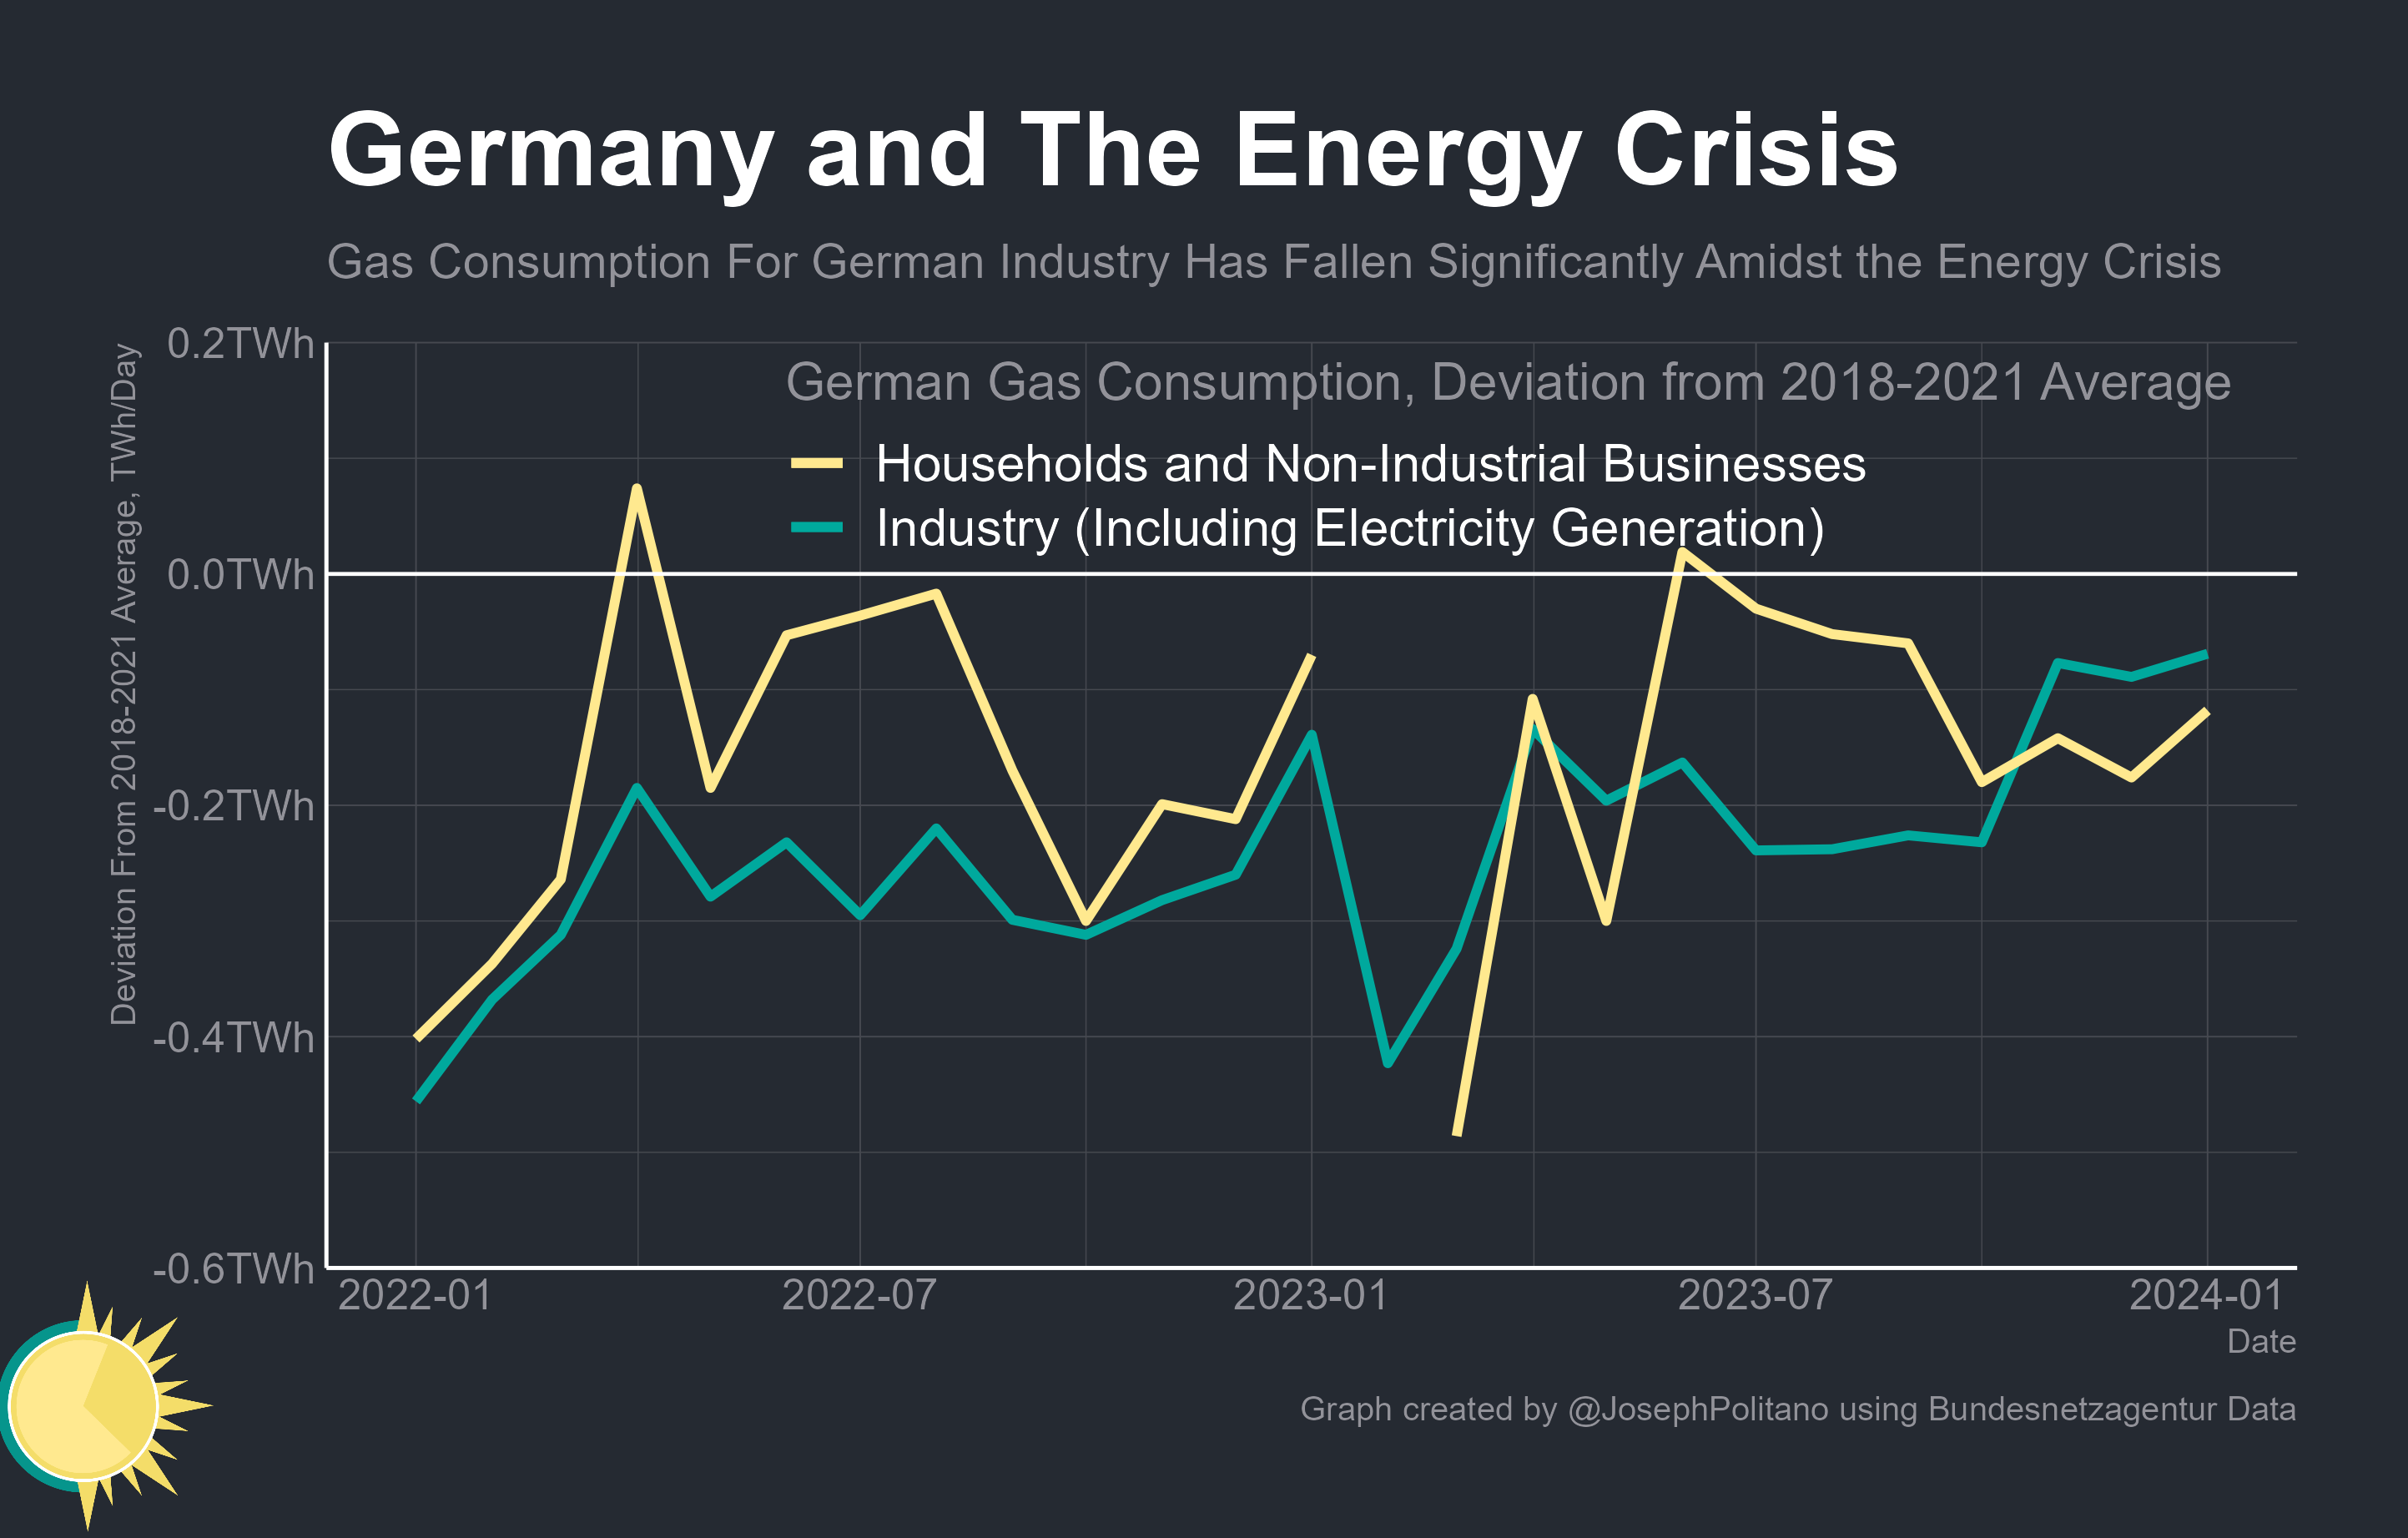 Germany and The Energy Crisis
Gas Consumption For German Industry Has Fallen Significantly Amidst the Energy Crisis
Deviation From 2018-2021 Average, TWh/Day
0.2TWh
0.0TWh
-0.2TWh
-0.4TWh
-0.6TWh
German Gas Consumption, Deviation from 2018-2021 Average
Households and Non-Industrial Businesses
Industry (Including Electricity Generation)
2022-01 2022-07 2023-01 2023-07 2024-01
Date
Graph created by @JosephPolitano using Bundesnetzagentur Data